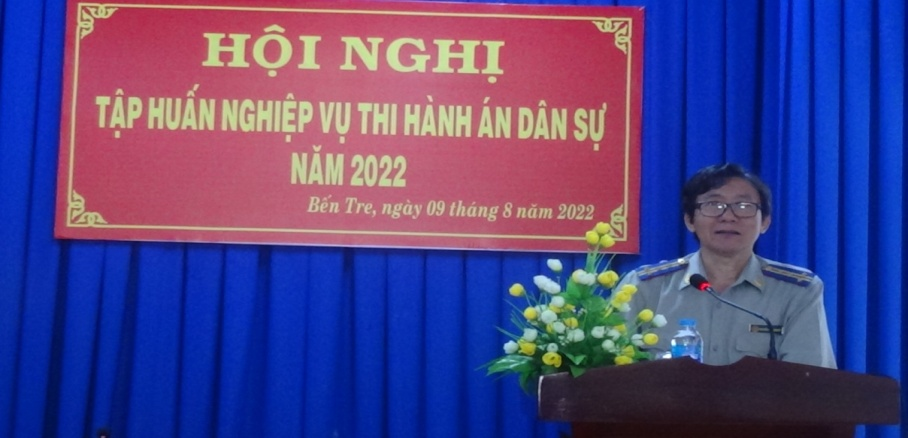 HỘI NGHỊ
TẬP HUẤN NGHIỆP VỤ THI HÀNH ÁN DÂN SỰ
NĂM 2022
Bến Tre, ngày 09 tháng 8 năm 2022